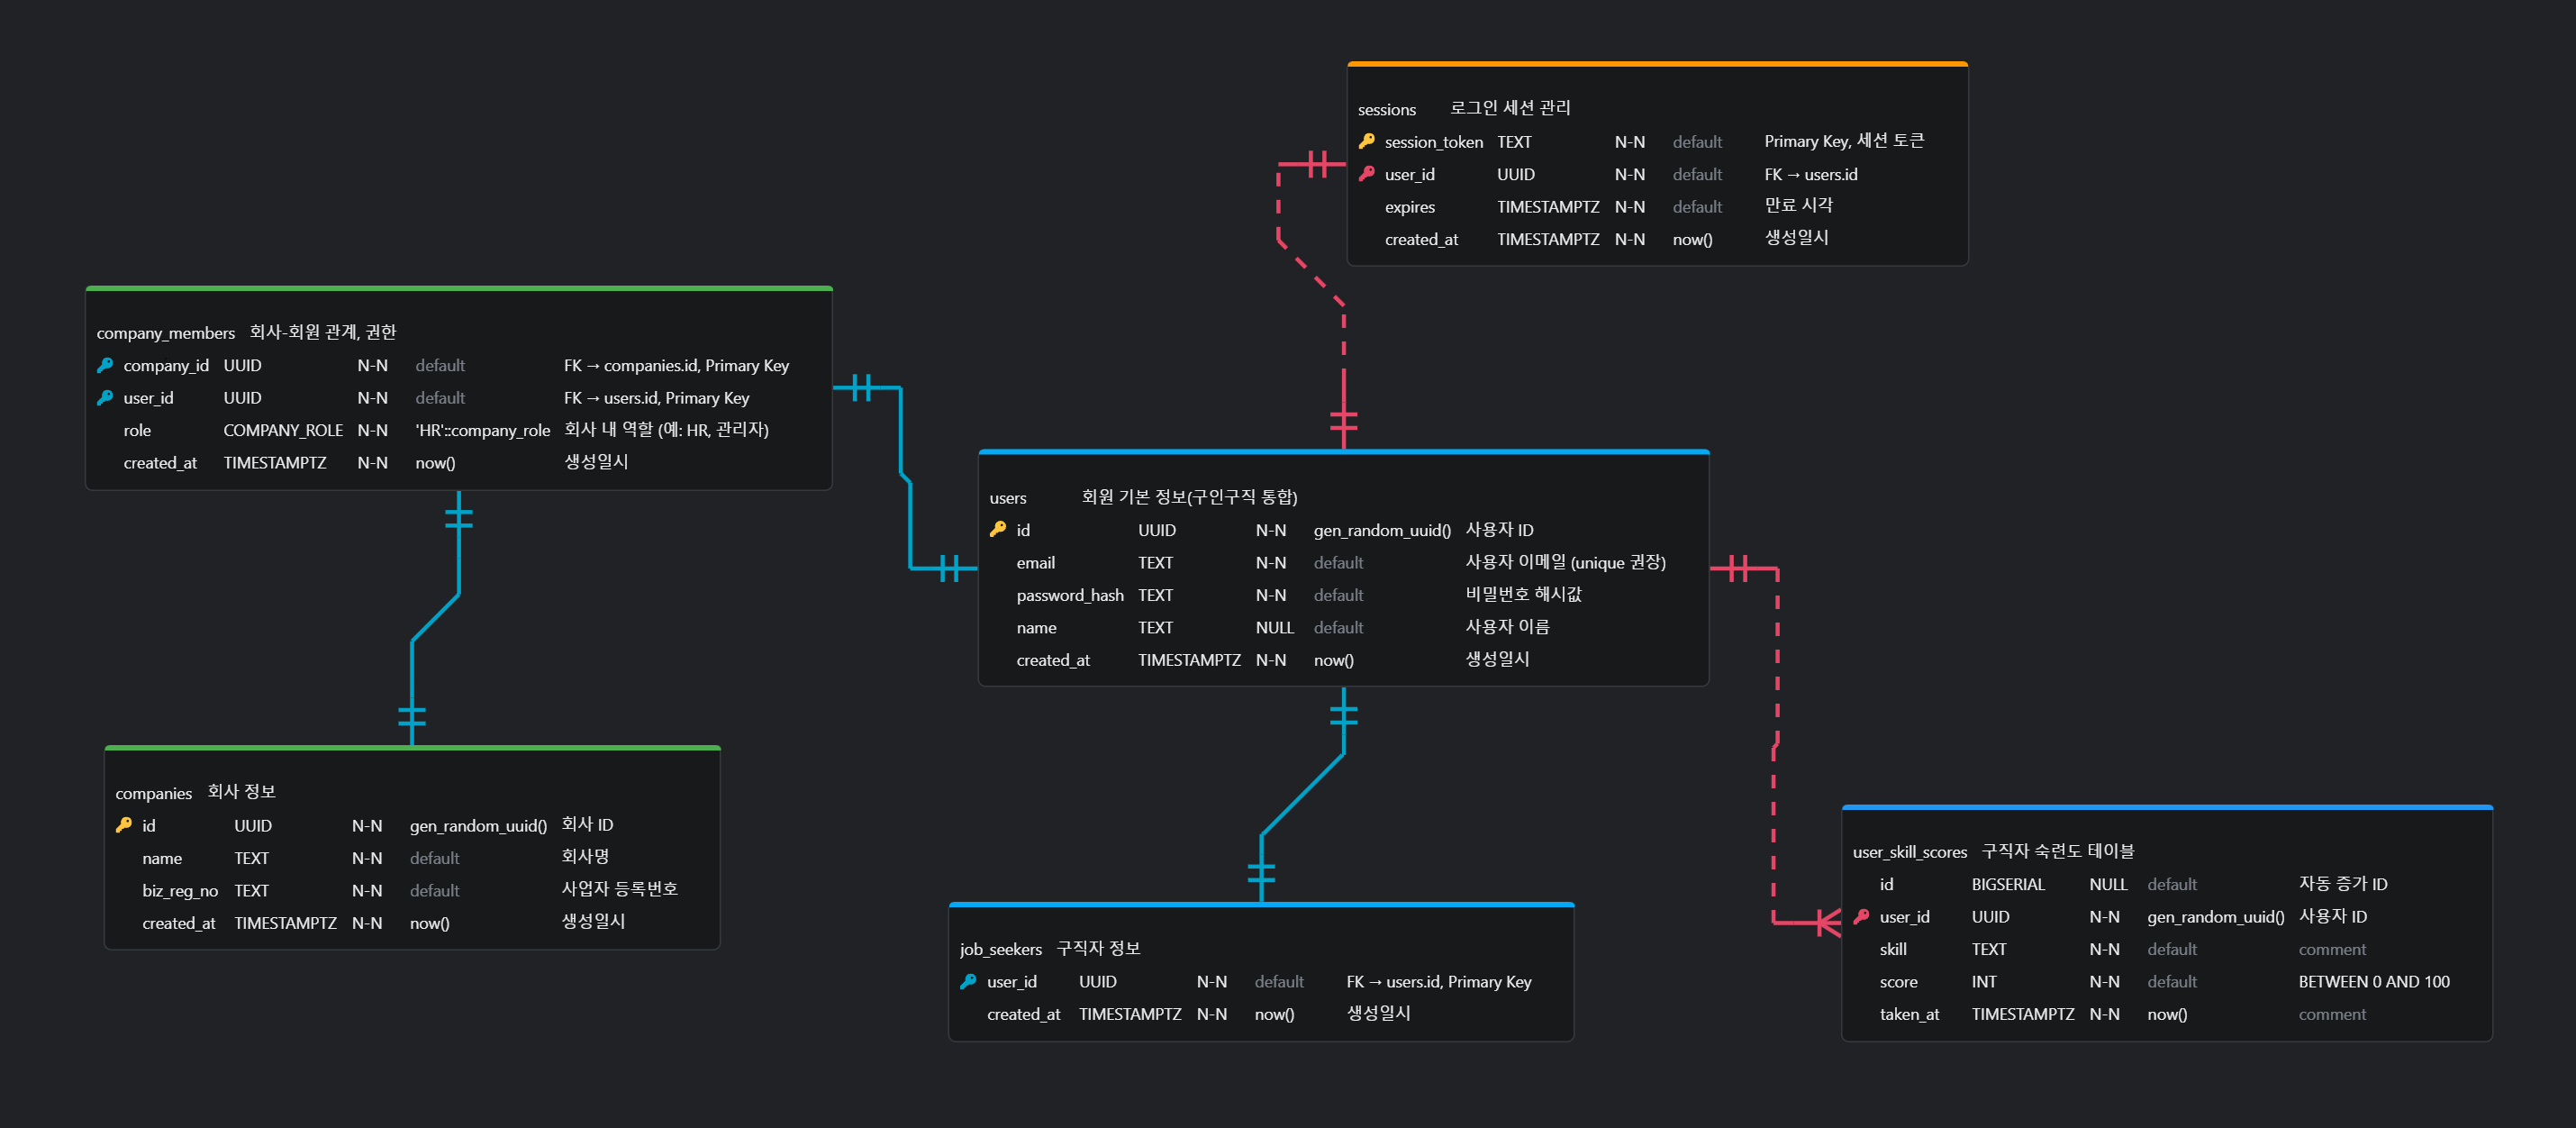 sessions 로그인 세션 관리
session_token TEXT N-N default Primary Key, 세션 토큰
user_id UUID N-N default FK → users.id
expires TIMESTAMPTZ N-N default 만료 시각
created_at TIMESTAMPTZ N-N now() 생성일시
company_members 회사-회원 관계, 권한
company_id UUID N-N default FK → companies.id, Primary Key
user_id UUID N-N default FK → users.id, Primary Key
role COMPANY_ROLE N-N 'HR'::company_role 회사 내 역할 (예: HR, 관리자)
created_at TIMESTAMPTZ N-N now() 생성일시
users 회원 기본 정보(구인구직 통합)
id UUID N-N gen_random_uuid() 사용자 ID
email TEXT N-N default 사용자 이메일 (unique 권장)
password_hash TEXT N-N default 비밀번호 해시값
name TEXT NULL default 사용자 이름
created_at TIMESTAMPTZ N-N now() 생성일시
companies 회사 정보
id UUID N-N gen_random_uuid() 회사 ID
name TEXT N-N default 회사명
biz_reg_no TEXT N-N default 사업자 등록번호
created_at TIMESTAMPTZ N-N now() 생성일시
job_seekers 구직자 정보
user_id UUID N-N default FK → users.id, Primary Key
created_at TIMESTAMPTZ N-N now() 생성일시
user_skill_scores 구직자 숙련도 테이블
id BIGSERIAL NULL default 자동 증가 ID
user_id UUID N-N gen_random_uuid() 사용자 ID
skill TEXT N-N default comment
score INT N-N default BETWEEN 0 AND 100
taken_at TIMESTAMPTZ N-N now() comment